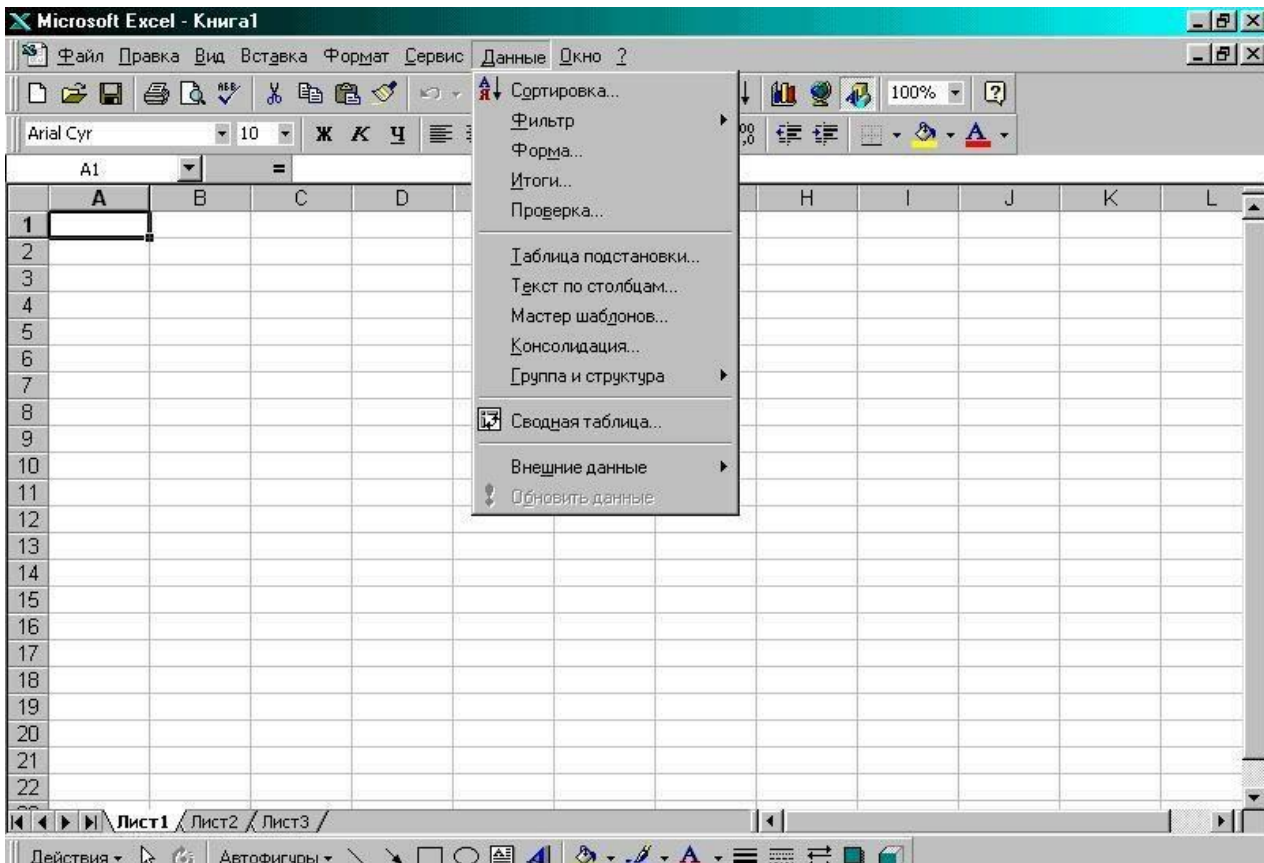 Microsoft Excel - Книга1
Файл Правка Вид Вставка Формат Сервис Данные Окно ?
100%
Arial Cyr 10 Ж К Ч
A1 =
A B C D H I J K L
Сортировка...
Фильтр
Форма...
Итоги...
Проверка...
Таблица подстановки...
Текст по столбцам...
Мастер шаблонов...
Консолидация...
Группа и структура
Сводная таблица...
Внешние данные
Обновить данные
1
2
3
4
5
6
7
8
9
10
11
12
13
14
15
16
17
18
19
20
21
22
Лист1 Лист2 Лист3
Действия Автофигуры